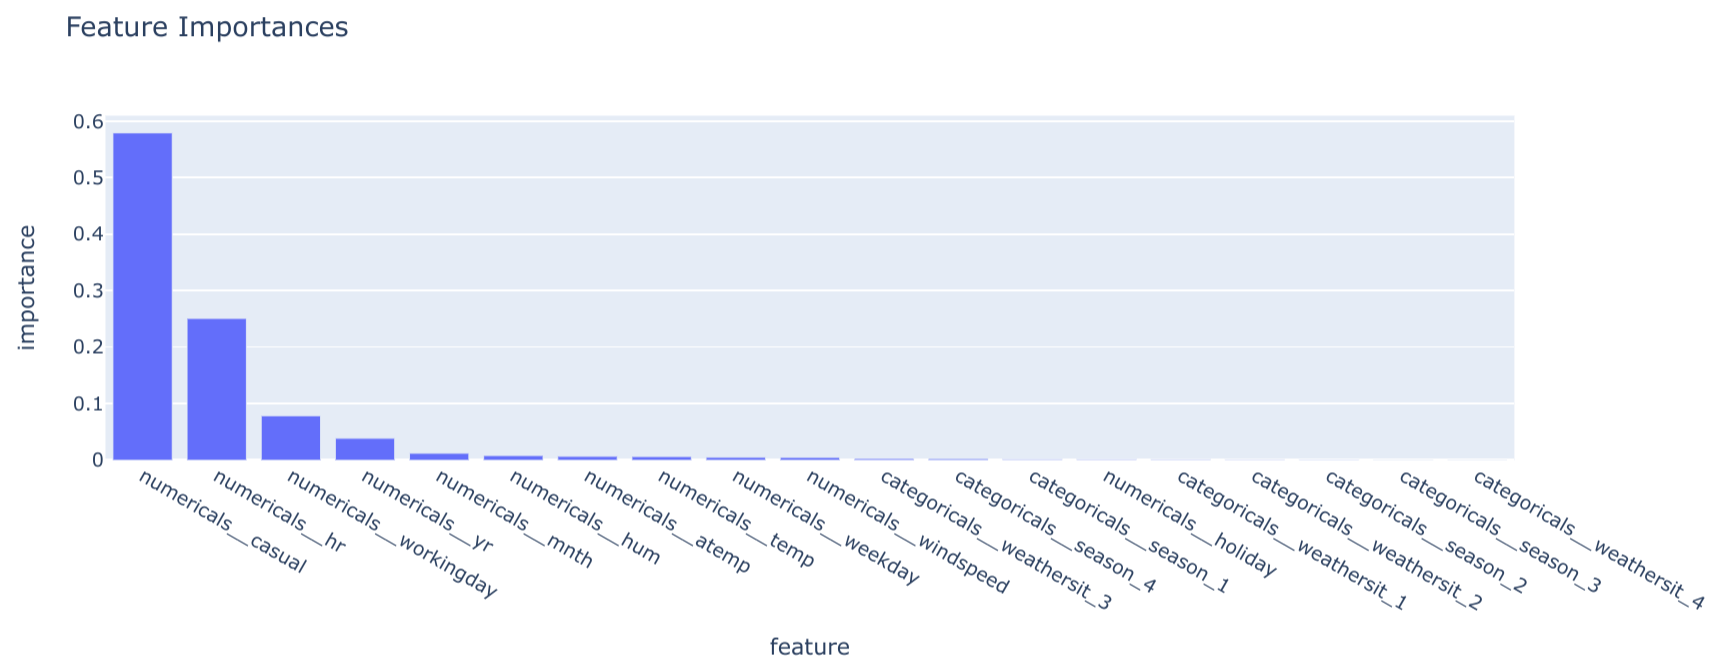 Feature Importances
importance
0.6
0.5
0.4
0.3
0.2
0.1
0
numericals__casual
numericals__hr
numericals__workingday
numericals__yr
numericals__mnth
numericals__hum
numericals__atemp
numericals__temp
numericals__weekday
numericals__windspeed
categoricals__weathersit_3
categoricals__season_4
categoricals__season_1
numericals__holiday
categoricals__weathersit_1
categoricals__weathersit_2
categoricals__season_2
categoricals__season_3
categoricals__weathersit_4
feature